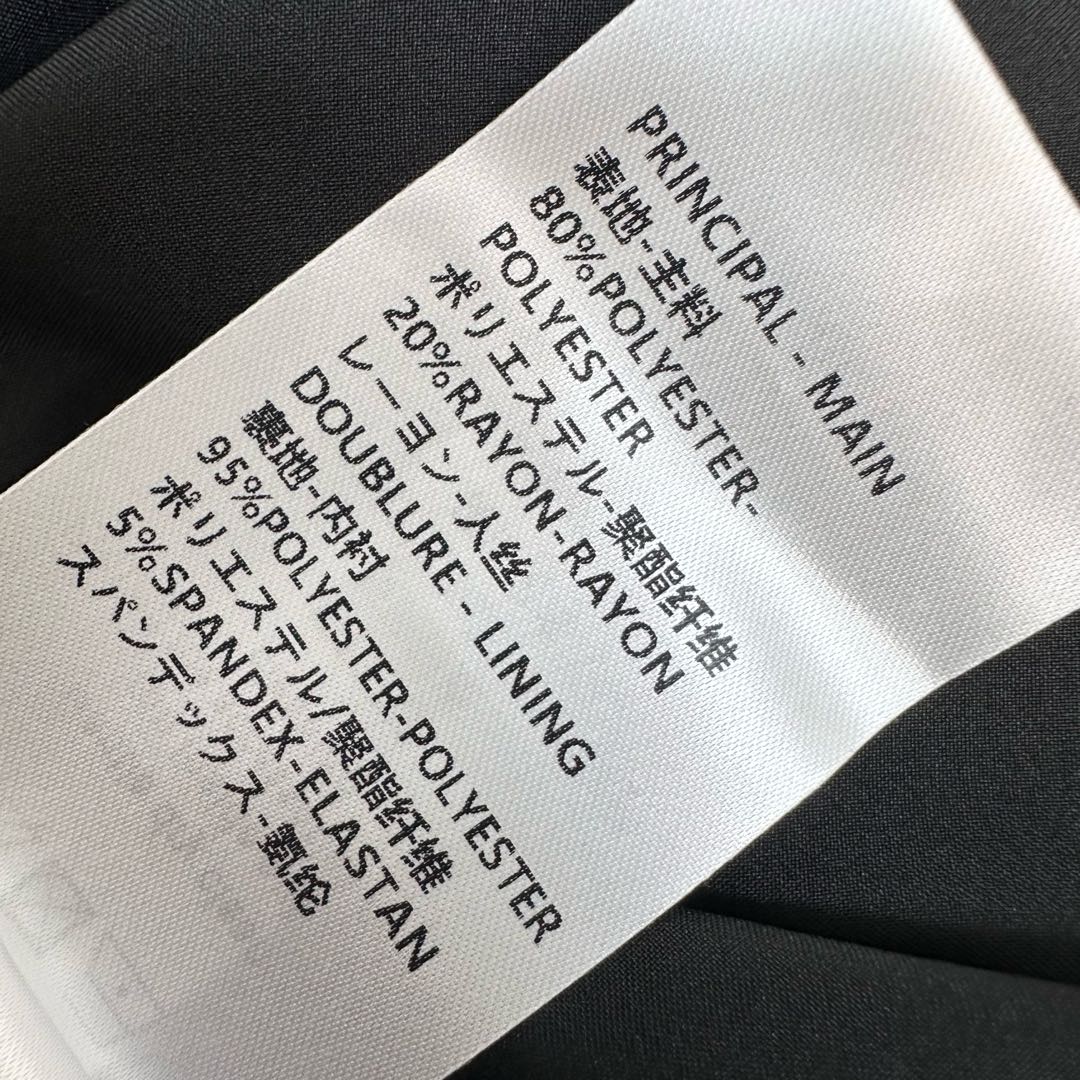 PRINCIPAL - MAIN
表地-主料
80%POLYESTER-
POLYESTER
ポリエステル-聚酯纤维
20%RAYON-RAYON
レーヨン-人丝
DOUBLURE - LINING
裏地-内衬
95%POLYESTER-POLYESTER
ポリエステル/聚酯纤维
5%SPANDEX-ELASTAN
スパンデックス-氨纶